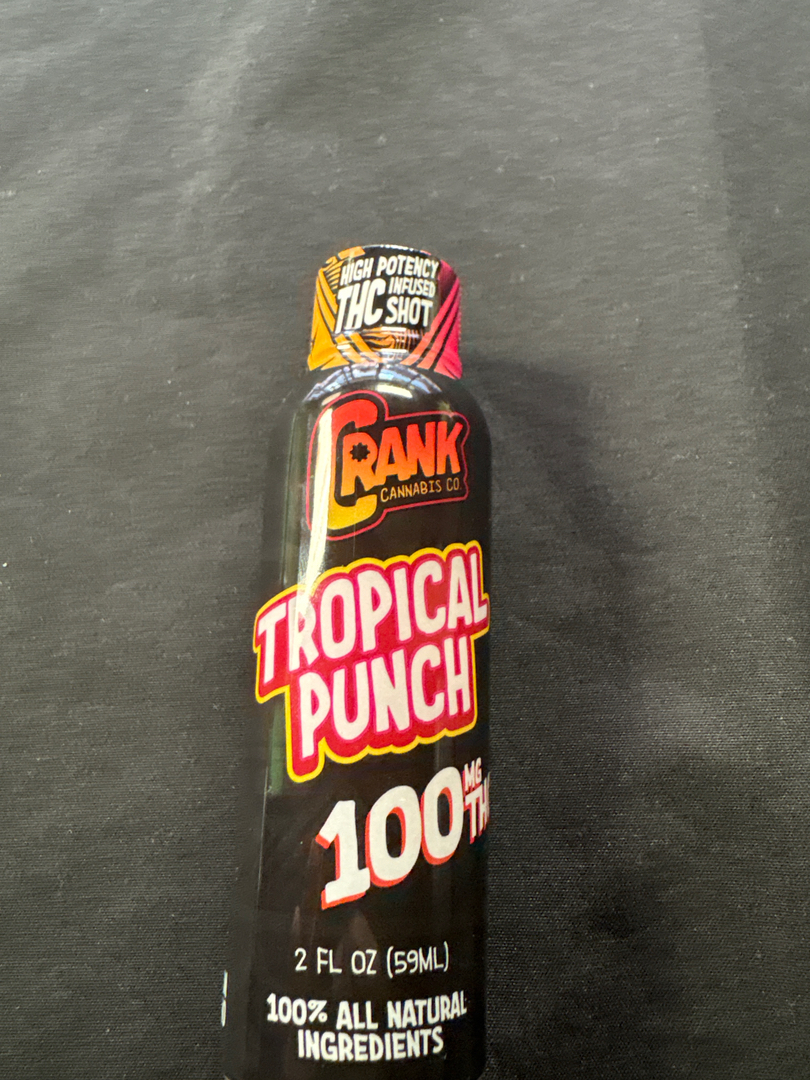 HIGH POTENCY
THC INFUSED
SHOT
CRANK
CANNABIS CO.
TROPICAL
PUNCH
100 MG
2 FL OZ (59ML)
100% ALL NATURAL
INGREDIENTS